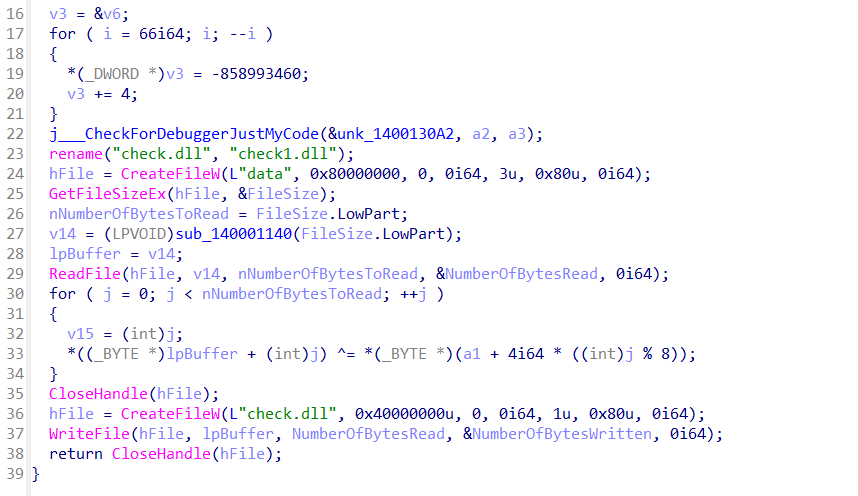 16 v3 = &v6;
17 for ( i = 66i64; i; --i )
18 {
19 *(_DWORD *)v3 = -858993460;
20 v3 += 4;
21 }
22 j___CheckForDebuggerJustMyCode(&unk_1400130A2, a2, a3);
23 rename("check.dll", "check1.dll");
24 hFile = CreateFileW(L"data", 0x80000000, 0, 0i64, 3u, 0x80u, 0i64);
25 GetFileSizeEx(hFile, &FileSize);
26 nNumberOfBytesToRead = FileSize.LowPart;
27 v14 = (LPVOID)sub_140001140(FileSize.LowPart);
28 lpBuffer = v14;
29 ReadFile(hFile, v14, nNumberOfBytesToRead, &NumberOfBytesRead, 0i64);
30 for ( j = 0; j < nNumberOfBytesToRead; ++j )
31 {
32 v15 = (int)j;
33 *((_BYTE *)lpBuffer + (int)j) ^= *(_BYTE *)(a1 + 4i64 * ((int)j % 8));
34 }
35 CloseHandle(hFile);
36 hFile = CreateFileW(L"check.dll", 0x40000000u, 0, 0i64, 1u, 0x80u, 0i64);
37 WriteFile(hFile, lpBuffer, NumberOfBytesRead, &NumberOfBytesWritten, 0i64);
38 return CloseHandle(hFile);
39 }